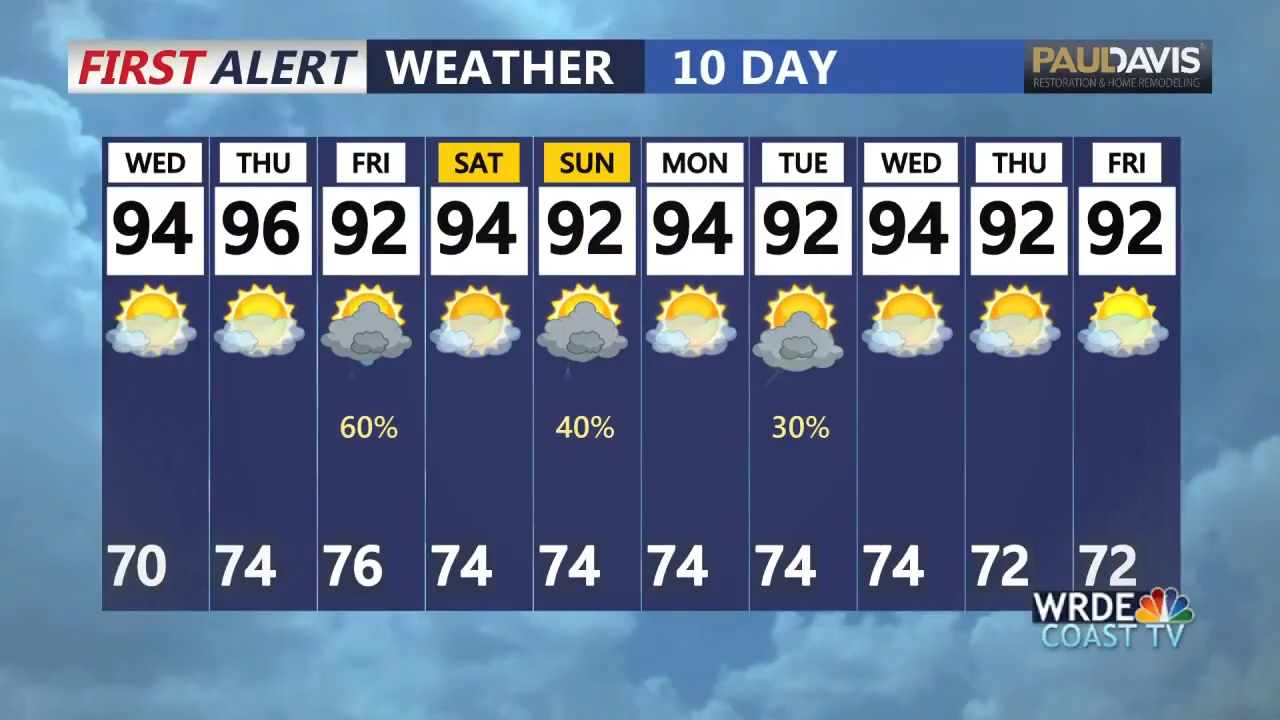 FIRST ALERT WEATHER 10 DAY
PAUL DAVIS
RESTORATION & HOME REMODELING
WED THU FRI SAT SUN MON TUE WED THU FRI
94 96 92 94 92 94 92 94 92 92
60% 40% 30%
70 74 76 74 74 74 74 74 72 72
WRDE
COAST TV